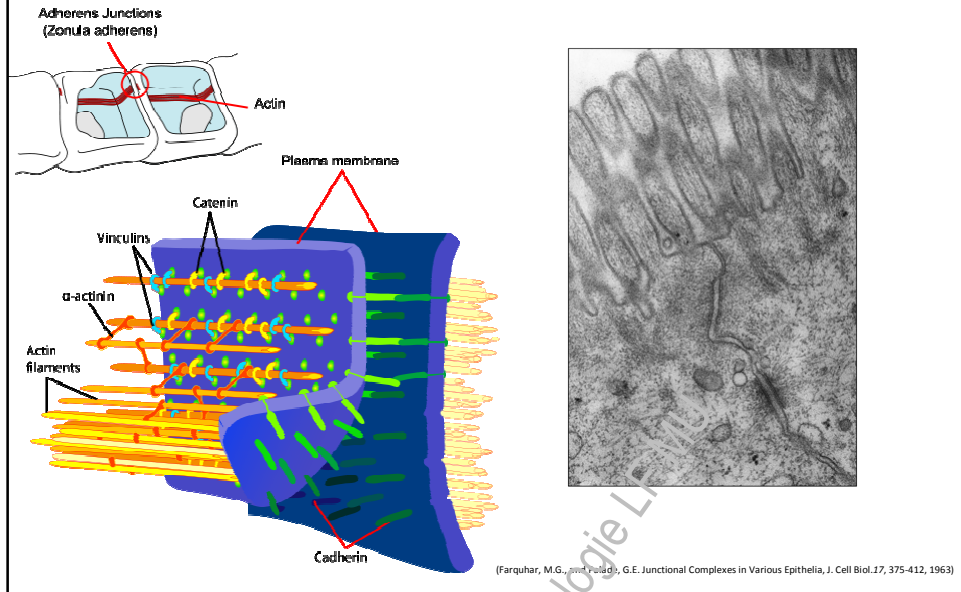 Adherens Junctions
(Zonula adherens)
Actin
Plasma membrane
Catenin
Vinculins
α-actinin
Actin
filaments
Cadherin
(Farquhar, M.G., and Palade, G.E. Junctional Complexes in Various Epithelia, J. Cell Biol.17, 375-412, 1963)